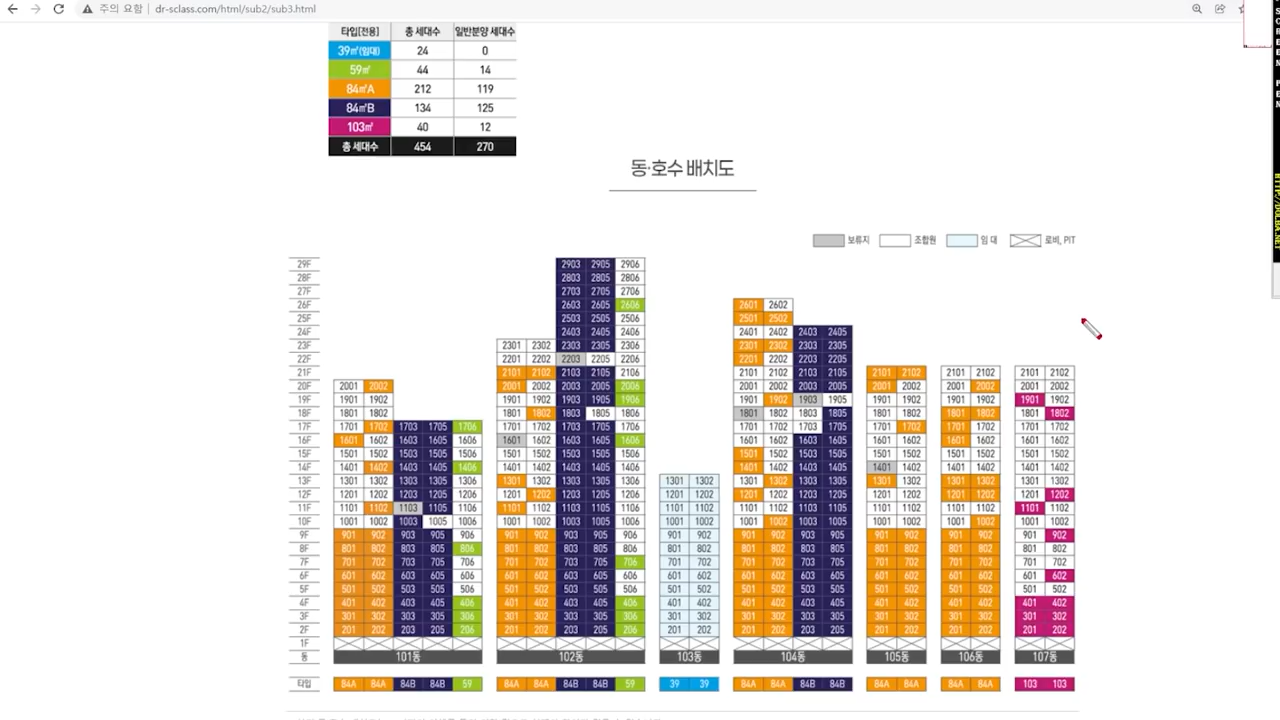 주의 요함 | dr-sclass.com/html/sub2/sub3.html
타입[전용] 총 세대수 일반분양 세대수
39㎡(임대) 24 0
59㎡ 44 14
84㎡A 212 119
84㎡B 134 125
103㎡ 40 12
총 세대수 454 270
동·호수 배치도
보류지 조합원 임 대 로비, PIT
29F 2903 2905 2906
28F 2803 2805 2806
27F 2703 2705 2706
26F 2603 2605 2606 2601 2602
25F 2503 2505 2506 2501 2502
24F 2403 2405 2406 2401 2402 2403 2405
23F 2301 2302 2303 2305 2306 2301 2302 2303 2305
22F 2201 2202 2203 2205 2206 2201 2202 2203 2205
21F 2101 2102 2103 2105 2106 2101 2102 2103 2105 2101 2102 2101 2102 2101 2102
20F 2001 2002 2001 2002 2003 2005 2006 2001 2002 2003 2005 2001 2002 2001 2002 2001 2002
19F 1901 1902 1901 1902 1903 1905 1906 1901 1902 1903 1905 1901 1902 1901 1902 1901 1902
18F 1801 1802 1801 1802 1803 1805 1806 1801 1802 1803 1805 1801 1802 1801 1802 1801 1802
17F 1701 1702 1703 1705 1706 1701 1702 1703 1705 1706 1701 1702 1703 1705 1701 1702 1701 1702 1701 1702
16F 1601 1602 1603 1605 1606 1601 1602 1603 1605 1606 1601 1602 1603 1605 1601 1602 1601 1602 1601 1602
15F 1501 1502 1503 1505 1506 1501 1502 1503 1505 1506 1501 1502 1503 1505 1501 1502 1501 1502 1501 1502
14F 1401 1402 1403 1405 1406 1401 1402 1403 1405 1406 1401 1402 1403 1405 1401 1402 1401 1402 1401 1402
13F 1301 1302 1303 1305 1306 1301 1302 1303 1305 1306 1301 1302 1301 1302 1303 1305 1301 1302 1301 1302 1301 1302
12F 1201 1202 1203 1205 1206 1201 1202 1203 1205 1206 1201 1202 1201 1202 1203 1205 1201 1202 1201 1202 1201 1202
11F 1101 1102 1103 1105 1106 1101 1102 1103 1105 1106 1101 1102 1101 1102 1103 1105 1101 1102 1101 1102 1101 1102
10F 1001 1002 1003 1005 1006 1001 1002 1003 1005 1006 1001 1002 1001 1002 1003 1005 1001 1002 1001 1002 1001 1002
9F 901 902 903 905 906 901 902 903 905 906 901 902 901 902 903 905 901 902 901 902 901 902
8F 801 802 803 805 806 801 802 803 805 806 801 802 801 802 803 805 801 802 801 802 801 802
7F 701 702 703 705 706 701 702 703 705 706 701 702 701 702 703 705 701 702 701 702 701 702
6F 601 602 603 605 606 601 602 603 605 606 601 602 601 602 603 605 601 602 601 602 601 602
5F 501 502 503 505 506 501 502 503 505 506 501 502 501 502 503 505 501 502 501 502 501 502
4F 401 402 403 405 406 401 402 403 405 406 401 402 401 402 403 405 401 402 401 402 401 402
3F 301 302 303 305 306 301 302 303 305 306 301 302 301 302 303 305 301 302 301 302 301 302
2F 201 202 203 205 206 201 202 203 205 206 201 202 201 202 203 205 201 202 201 202 201 202
1F
동 101동 102동 103동 104동 105동 106동 107동
타입 84A 84A 84B 84B 59 84A 84A 84B 84B 59 39 39 84A 84A 84B 84B 84A 84A 84A 84A 103 103